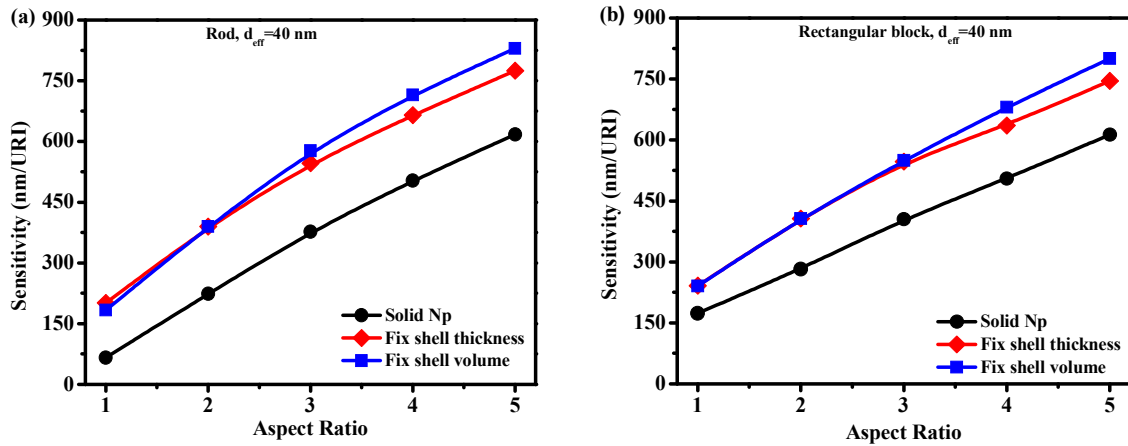 (a)
Rod, d_eff=40 nm
900
750
600
450
300
150
0
Sensitivity (nm/URI)
Solid Np
Fix shell thickness
Fix shell volume
1 2 3 4 5
Aspect Ratio
(b)
Rectangular block, d_eff=40 nm
900
750
600
450
300
150
0
Sensitivity (nm/URI)
Solid Np
Fix shell thickness
Fix shell volume
1 2 3 4 5
Aspect Ratio